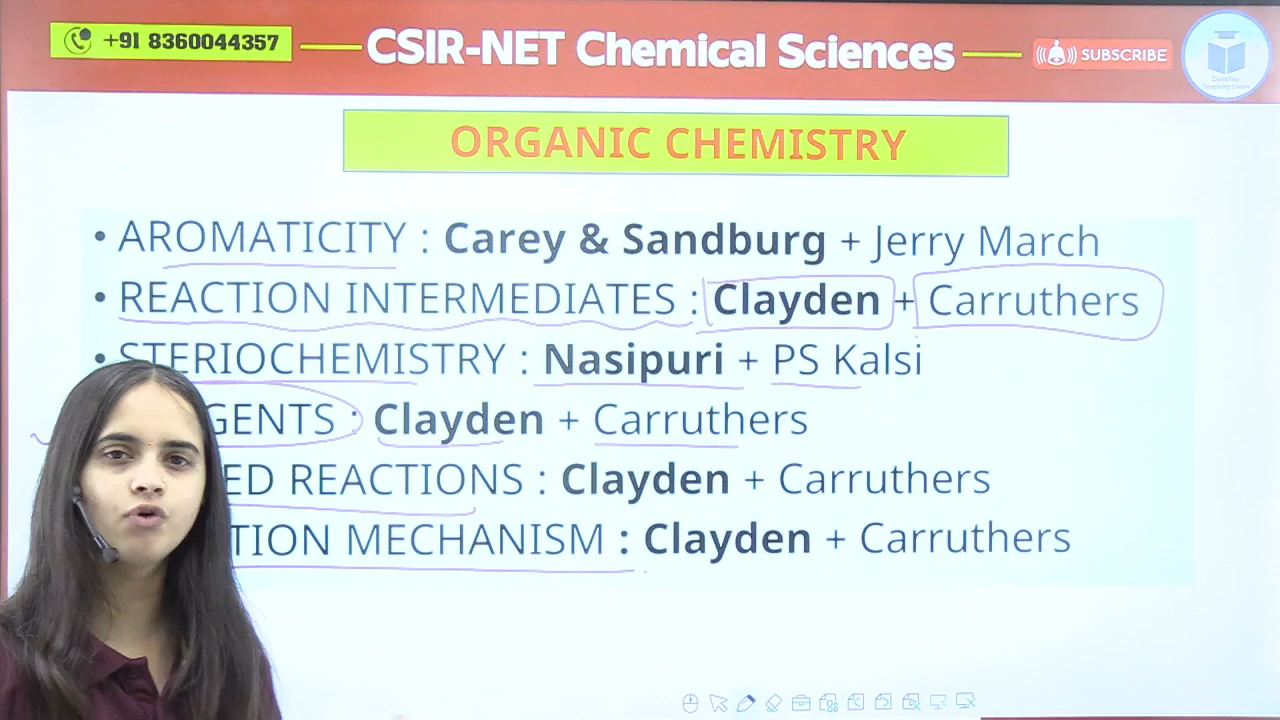 +91 8360044357
CSIR-NET Chemical Sciences
SUBSCRIBE
ORGANIC CHEMISTRY
• AROMATICITY : Carey & Sandburg + Jerry March
• REACTION INTERMEDIATES : Clayden + Carruthers
• STERIOCHEMISTRY : Nasipuri + PS Kalsi
GENTS : Clayden + Carruthers
ED REACTIONS : Clayden + Carruthers
TION MECHANISM : Clayden + Carruthers